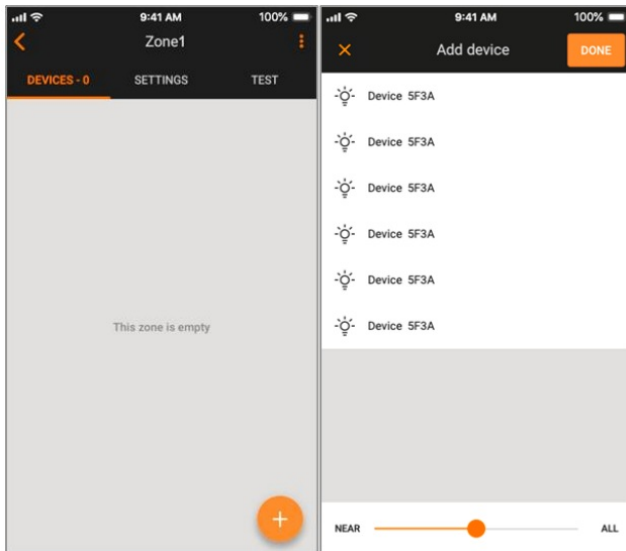 9:41 AM 100%
Zone1
DEVICES - 0 SETTINGS TEST
This zone is empty
9:41 AM 100%
Add device DONE
Device 5F3A
Device 5F3A
Device 5F3A
Device 5F3A
Device 5F3A
Device 5F3A
NEAR ALL